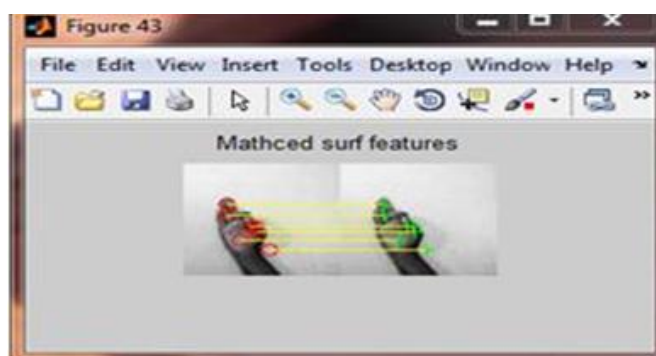 Figure 43
File Edit View Insert Tools Desktop Window Help
Mathced surf features